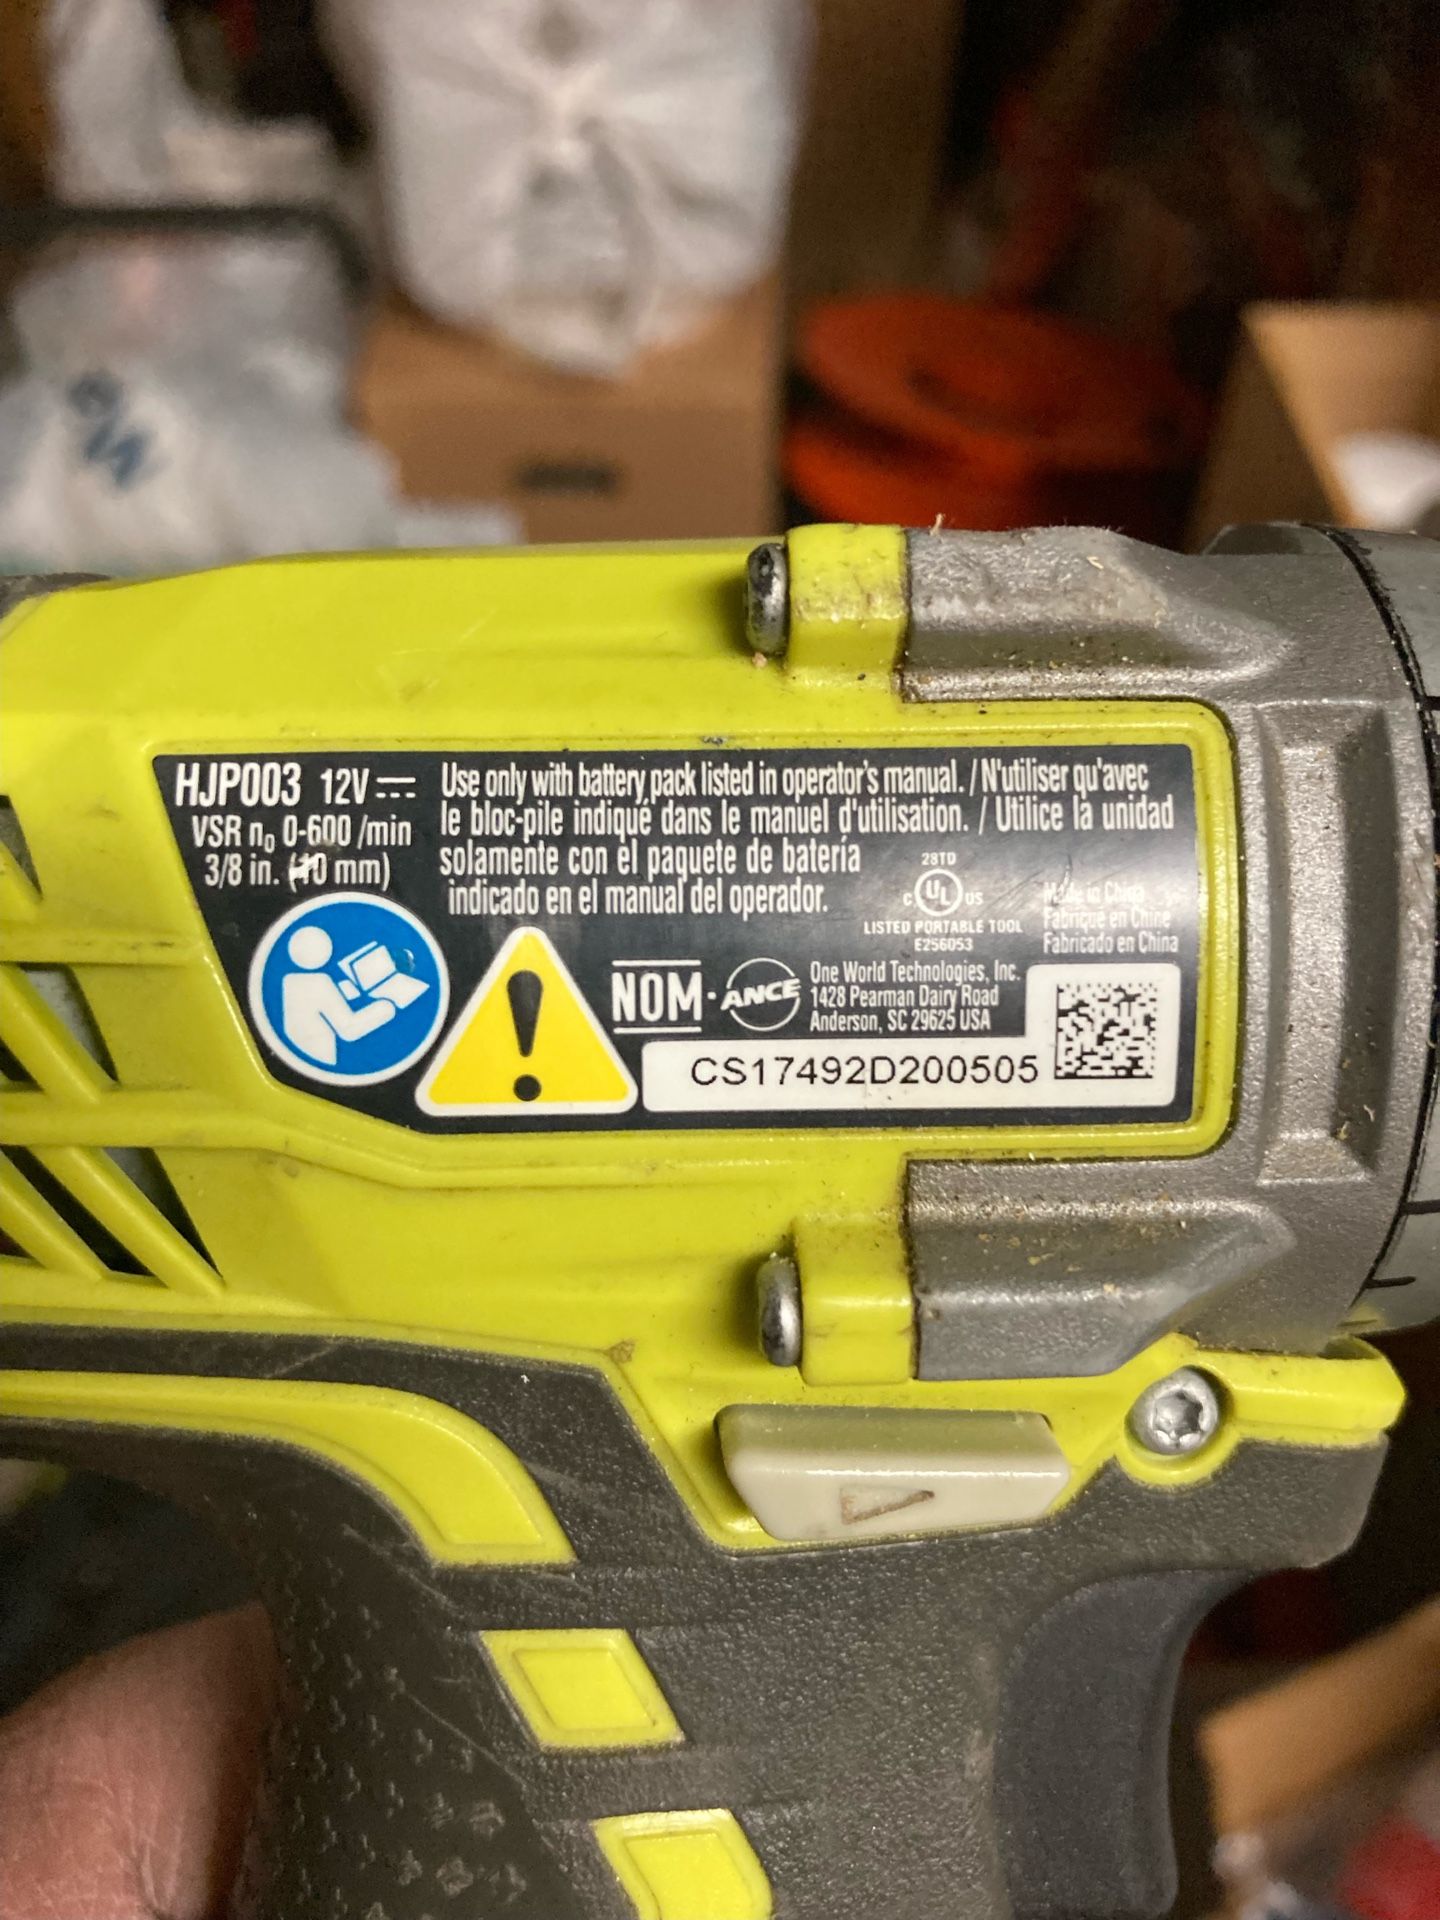 HJP003 12V
VSR n₀ 0-600 /min
3/8 in. (10 mm)
Use only with battery pack listed in operator's manual. / N'utiliser qu'avec
le bloc-pile indiqué dans le manuel d'utilisation. / Utilice la unidad
solamente con el paquete de batería
indicado en el manual del operador.
28TD
C UL US
LISTED PORTABLE TOOL
E256053
Made in China
Fabriqué en Chine
Fabricado en China
NOM-ANCE
One World Technologies, Inc.
1428 Pearman Dairy Road
Anderson, SC 29625 USA
CS17492D200505